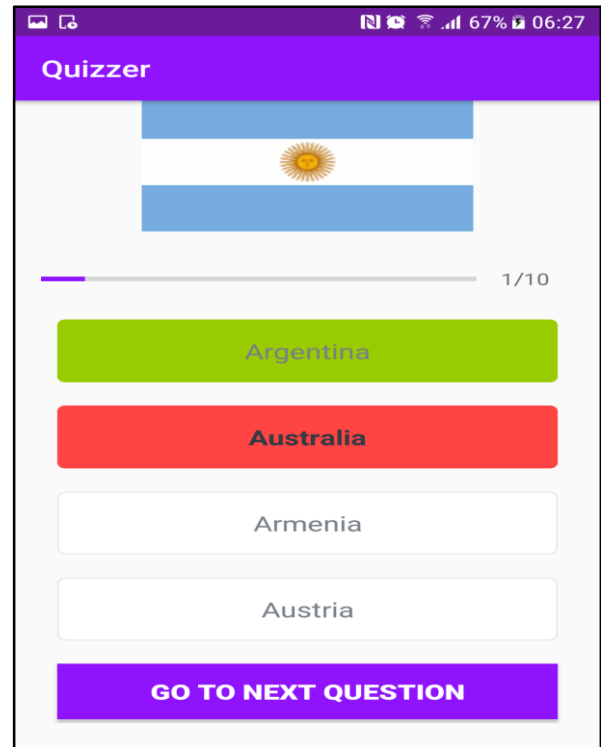 67% 06:27
Quizzer
1/10
Argentina
Australia
Armenia
Austria
GO TO NEXT QUESTION